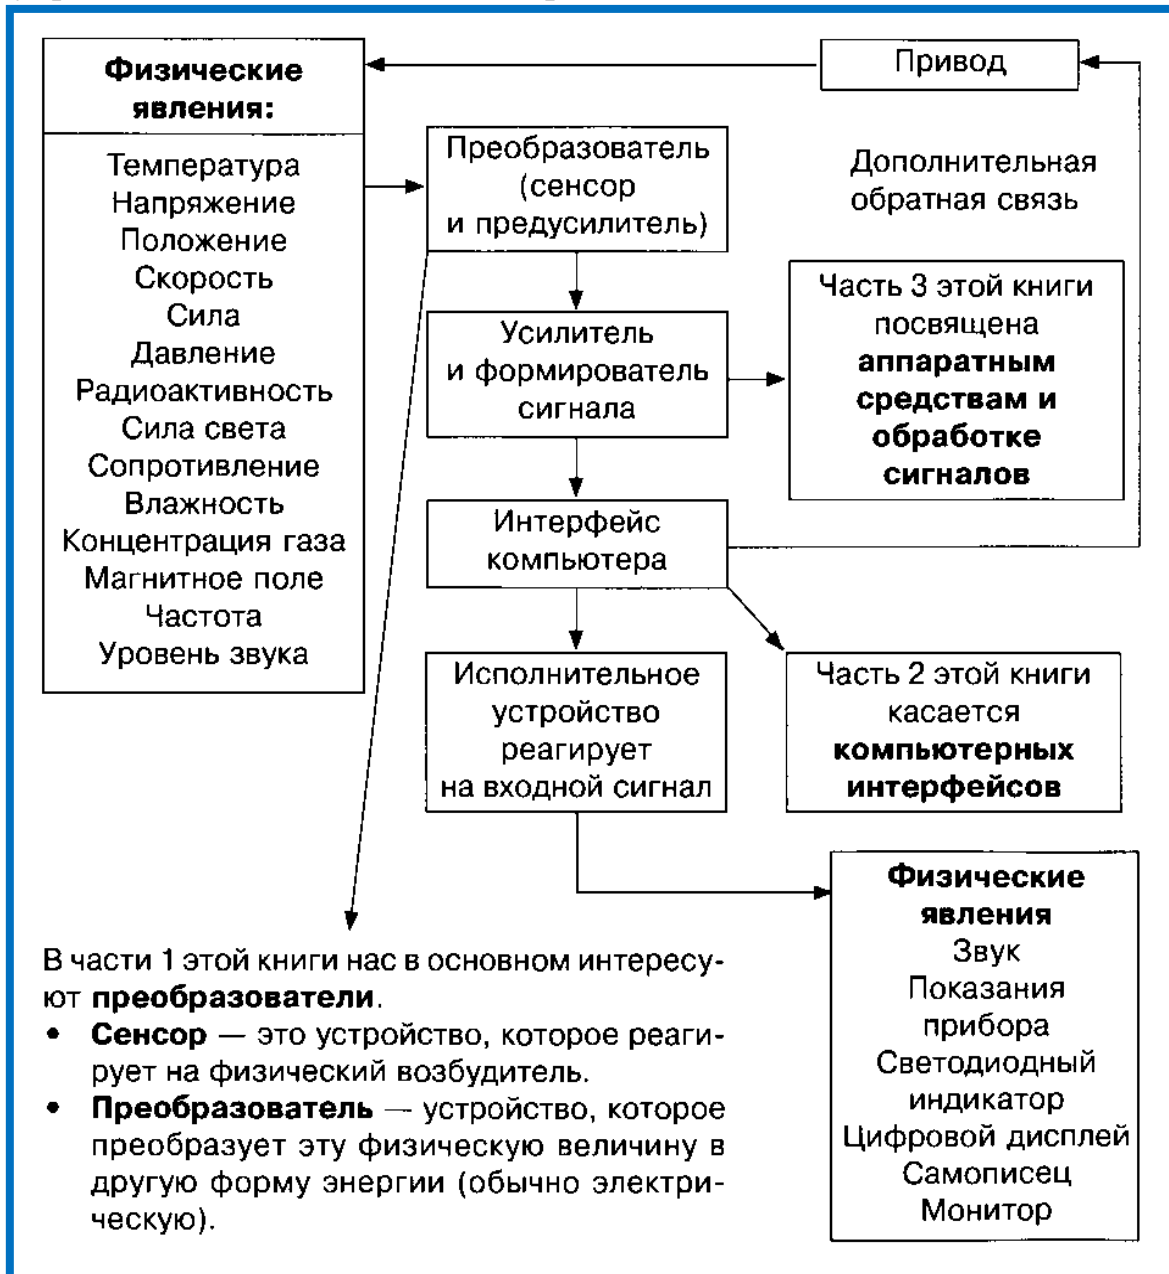 Физические
явления:
Температура
Напряжение
Положение
Скорость
Сила
Давление
Радиоактивность
Сила света
Сопротивление
Влажность
Концентрация газа
Магнитное поле
Частота
Уровень звука
Привод
Дополнительная
обратная связь
Преобразователь
(сенсор
и предусилитель)
Усилитель
и формирователь
сигнала
Часть 3 этой книги
посвящена
аппаратным
средствам и
обработке
сигналов
Интерфейс
компьютера
Исполнительное
устройство
реагирует
на входной сигнал
Часть 2 этой книги
касается
компьютерных
интерфейсов
Физические
явления
Звук
Показания
прибора
Светодиодный
индикатор
Цифровой дисплей
Самописец
Монитор
В части 1 этой книги нас в основном интересу-
ют преобразователи.
• Сенсор — это устройство, которое реаги-
рует на физический возбудитель.
• Преобразователь — устройство, которое
преобразует эту физическую величину в
другую форму энергии (обычно электри-
ческую).